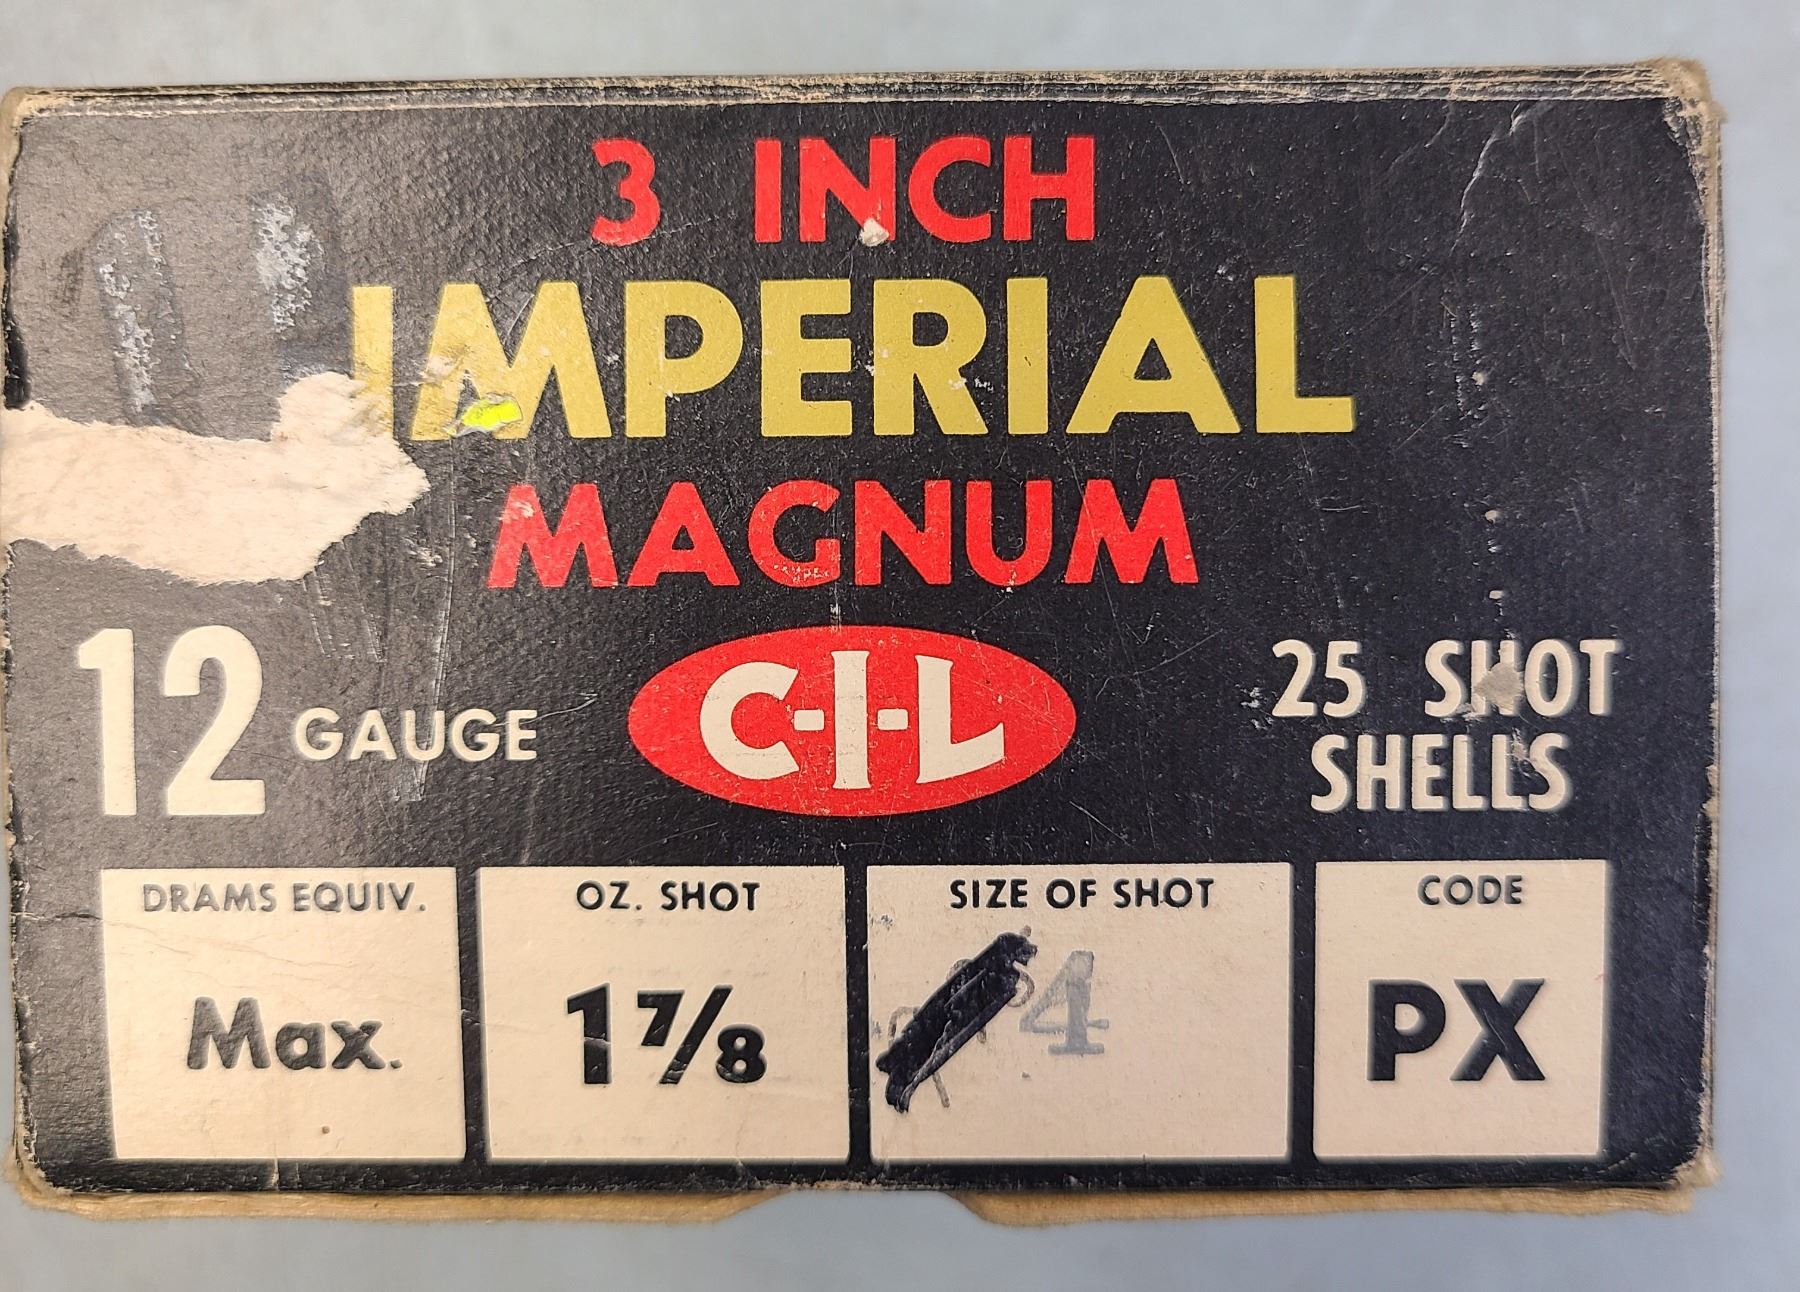 3 INCH
IMPERIAL
MAGNUM
12 GAUGE
C-I-L
25 SHOT
SHELLS
DRAMS EQUIV.
Max.
OZ. SHOT
1 7/8
SIZE OF SHOT
4
CODE
PX